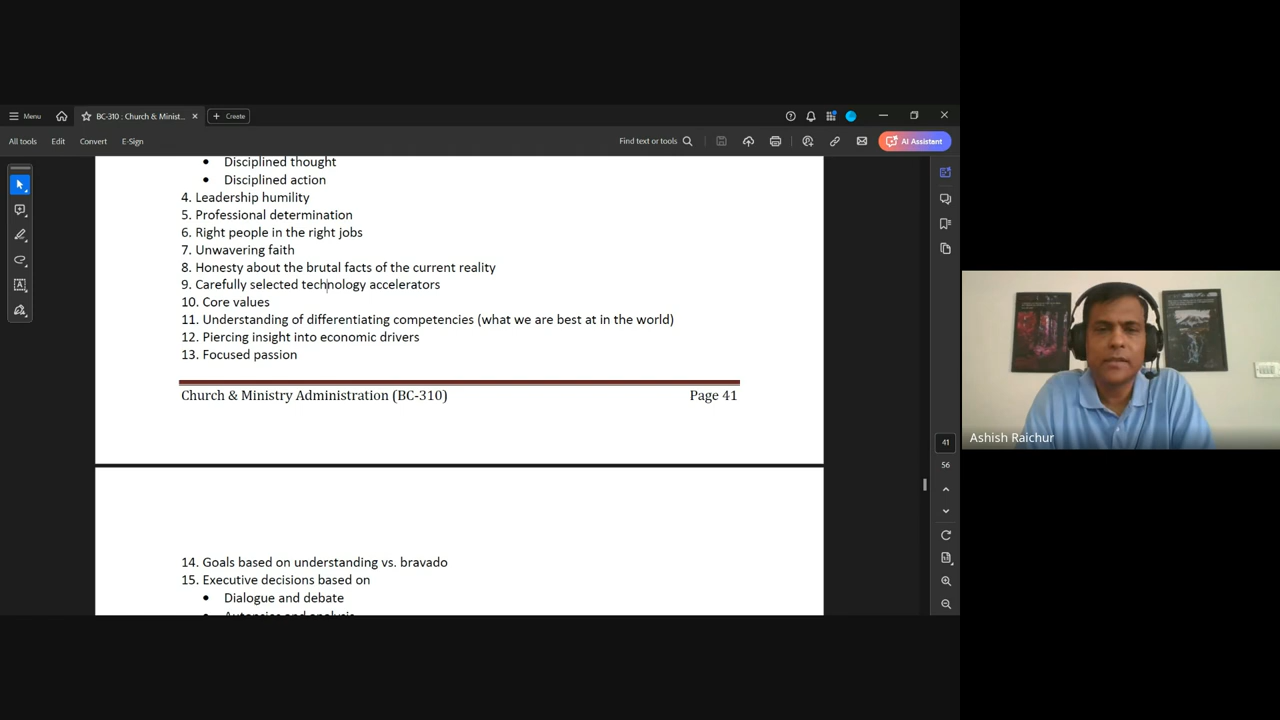 Menu
BC-310 : Church & Minist...
Create
All tools
Edit
Convert
E-Sign
Find text or tools
AI Assistant
• Disciplined thought
• Disciplined action
4. Leadership humility
5. Professional determination
6. Right people in the right jobs
7. Unwavering faith
8. Honesty about the brutal facts of the current reality
9. Carefully selected technology accelerators
10. Core values
11. Understanding of differentiating competencies (what we are best at in the world)
12. Piercing insight into economic drivers
13. Focused passion
Church & Ministry Administration (BC-310) Page 41
14. Goals based on understanding vs. bravado
15. Executive decisions based on
• Dialogue and debate
41
56
Ashish Raichur